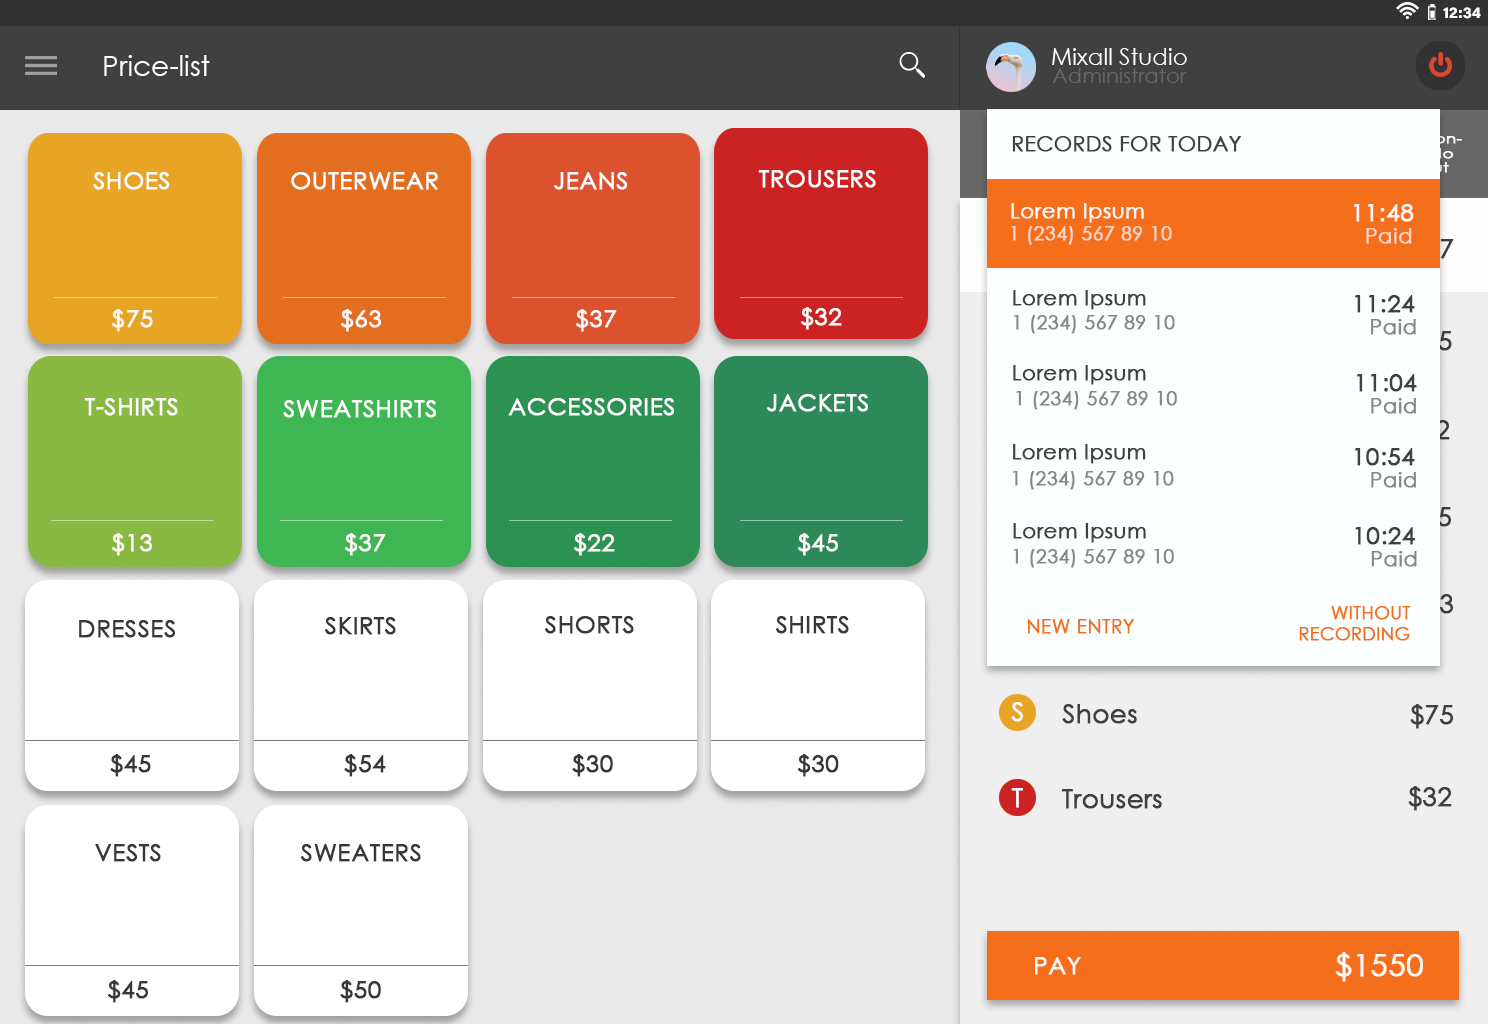 12:34
Price-list
Mixall Studio
Administrator
SHOES
$75
OUTERWEAR
$63
JEANS
$37
TROUSERS
$32
T-SHIRTS
$13
SWEATSHIRTS
$37
ACCESSORIES
$22
JACKETS
$45
DRESSES
$45
SKIRTS
$54
SHORTS
$30
SHIRTS
$30
VESTS
$45
SWEATERS
$50
RECORDS FOR TODAY
Lorem Ipsum 11:48
1 (234) 567 89 10 Paid
Lorem Ipsum 11:24
1 (234) 567 89 10 Paid
Lorem Ipsum 11:04
1 (234) 567 89 10 Paid
Lorem Ipsum 10:54
1 (234) 567 89 10 Paid
Lorem Ipsum 10:24
1 (234) 567 89 10 Paid
NEW ENTRY
WITHOUT
RECORDING
S Shoes $75
T Trousers $32
PAY $1550